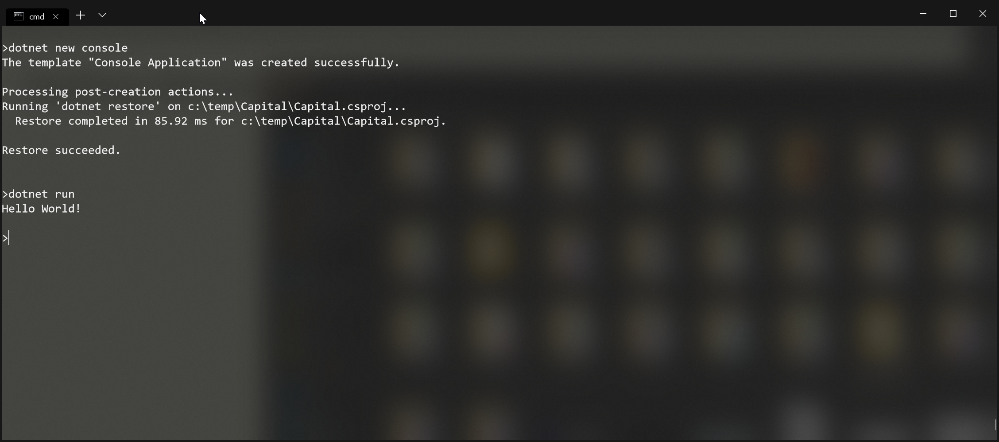 cmd
>dotnet new console
The template "Console Application" was created successfully.
Processing post-creation actions...
Running 'dotnet restore' on c:\temp\Capital\Capital.csproj...
  Restore completed in 85.92 ms for c:\temp\Capital\Capital.csproj.
Restore succeeded.
>dotnet run
Hello World!
>